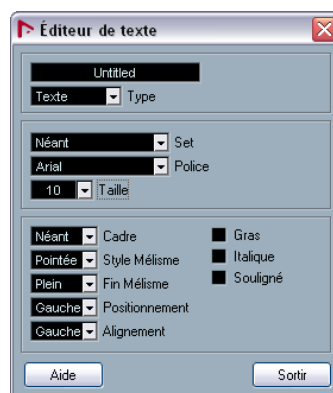 Éditeur de texte
Untitled
Texte Type
Néant Set
Arial Police
10 Taille
Néant Cadre Gras
Pointée Style Mélisme Italique
Plein Fin Mélisme Souligné
Gauche Positionnement
Gauche Alignement
Aide Sortir